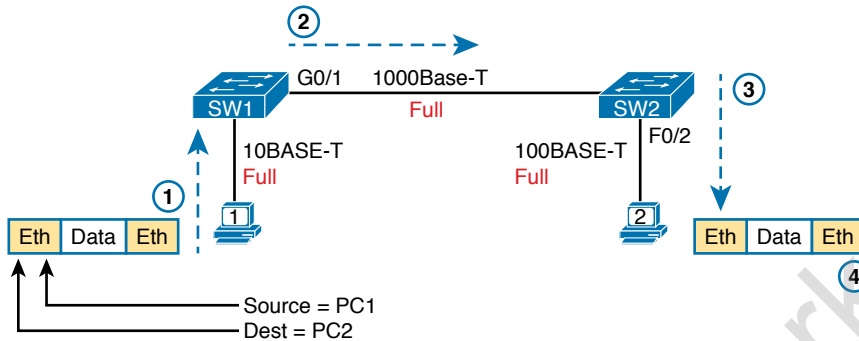 2
G0/1 1000Base-T
Full
SW1
SW2
3
F0/2
10BASE-T
Full
100BASE-T
Full
1
1
2
Eth Data Eth
Eth Data Eth
4
Source = PC1
Dest = PC2